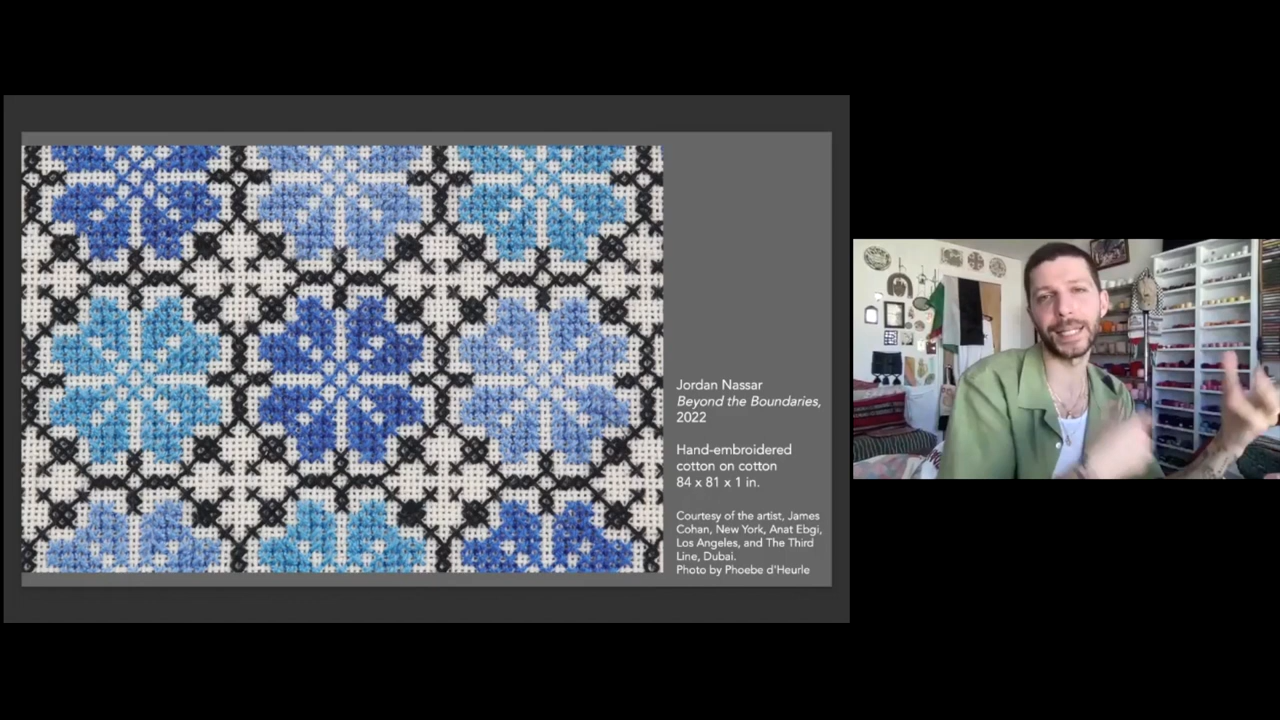 Jordan Nassar
Beyond the Boundaries,
2022
Hand-embroidered
cotton on cotton
84 x 81 x 1 in.
Courtesy of the artist, James
Cohan, New York, Anat Ebgi,
Los Angeles, and The Third
Line, Dubai.
Photo by Phoebe d'Heurle